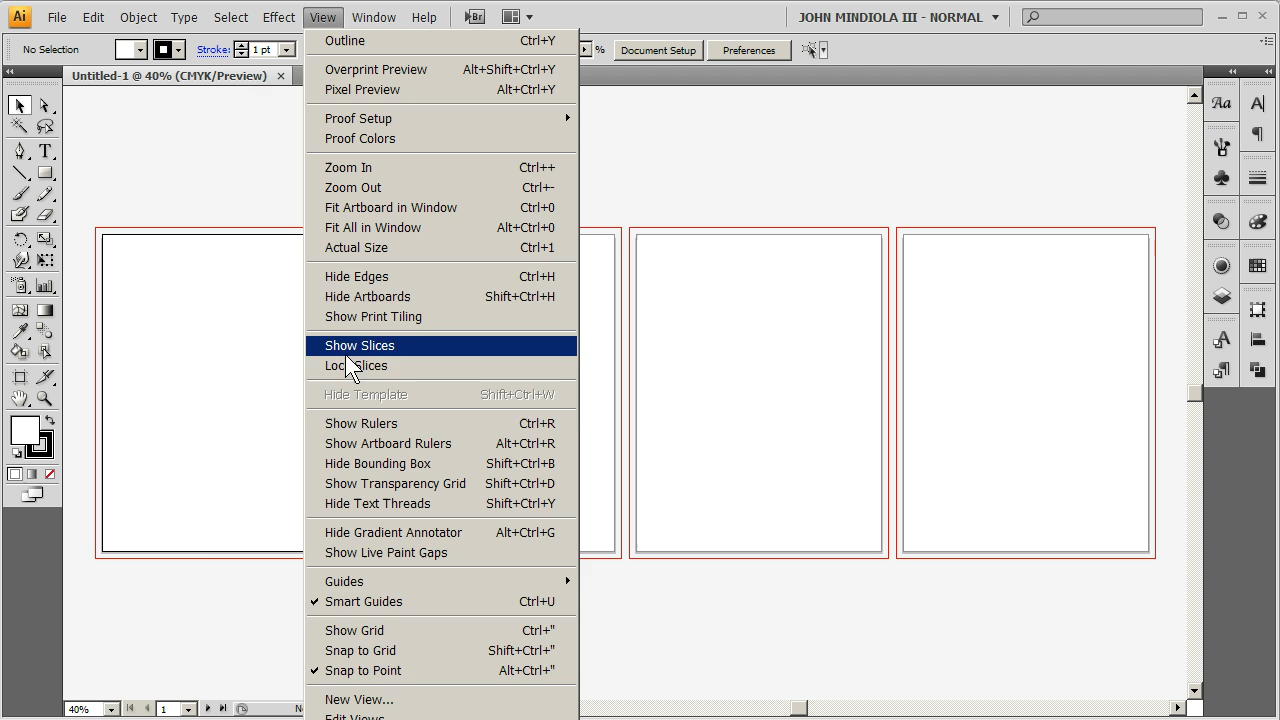 Ai File Edit Object Type Select Effect View Window Help Br JOHN MINDIOLA III - NORMAL
No Selection Stroke: 1 pt % Document Setup Preferences
Untitled-1 @ 40% (CMYK/Preview)
Outline Ctrl+Y
Overprint Preview Alt+Shift+Ctrl+Y
Pixel Preview Alt+Ctrl+Y
Proof Setup
Proof Colors
Zoom In Ctrl++
Zoom Out Ctrl+-
Fit Artboard in Window Ctrl+0
Fit All in Window Alt+Ctrl+0
Actual Size Ctrl+1
Hide Edges Ctrl+H
Hide Artboards Shift+Ctrl+H
Show Print Tiling
Show Slices
Lock Slices
Hide Template Shift+Ctrl+W
Show Rulers Ctrl+R
Show Artboard Rulers Alt+Ctrl+R
Hide Bounding Box Shift+Ctrl+B
Show Transparency Grid Shift+Ctrl+D
Hide Text Threads Shift+Ctrl+Y
Hide Gradient Annotator Alt+Ctrl+G
Show Live Paint Gaps
Guides
Smart Guides Ctrl+U
Show Grid Ctrl+"
Snap to Grid Shift+Ctrl+"
Snap to Point Alt+Ctrl+"
New View...
Edit Views...
40% 1